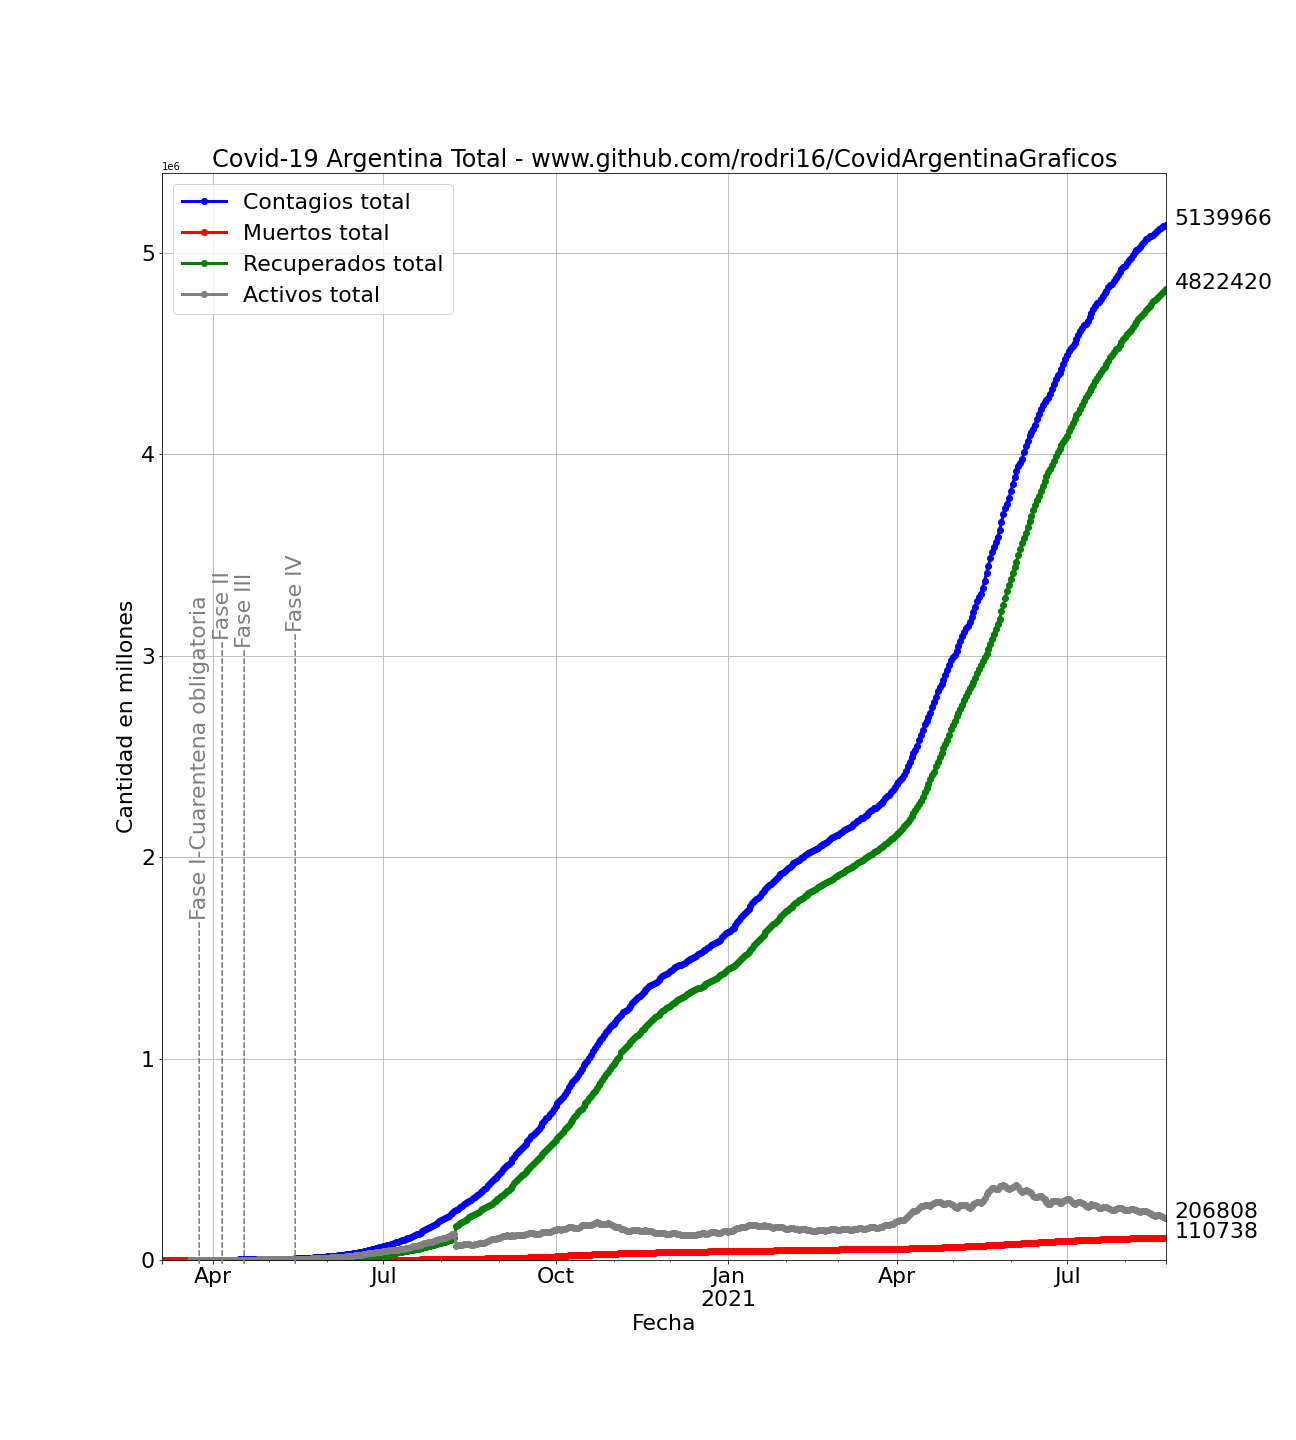 Covid-19 Argentina Total - www.github.com/rodri16/CovidArgentinaGraficos
1e6
Contagios total
Muertos total
Recuperados total
Activos total
5139966
4822420
206808
110738
5
4
3
2
1
0
Cantidad en millones
Fase I-Cuarentena obligatoria
Fase II
Fase III
Fase IV
Apr
Jul
Oct
Jan
2021
Apr
Jul
Fecha